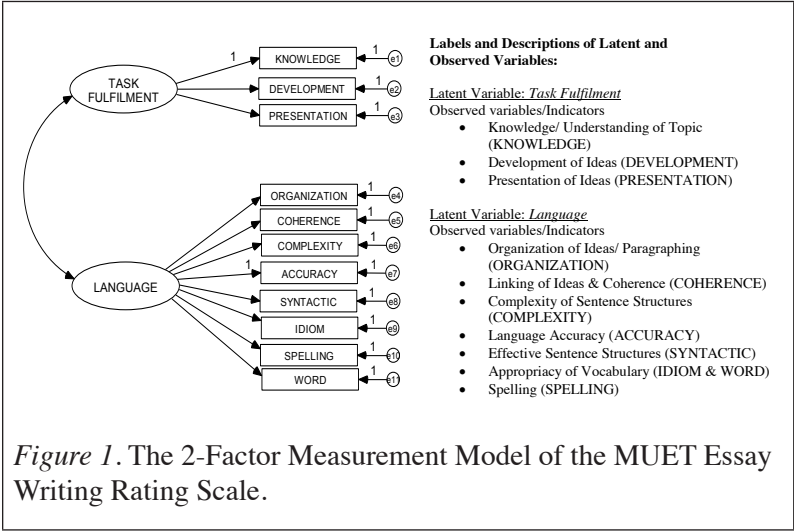 1
KNOWLEDGE
1
e1
TASK
FULFILMENT
DEVELOPMENT
1
e2
PRESENTATION
1
e3
ORGANIZATION
1
e4
COHERENCE
1
e5
COMPLEXITY
1
e6
1
ACCURACY
1
e7
LANGUAGE
SYNTACTIC
1
e8
IDIOM
1
e9
SPELLING
1
e10
WORD
1
e11
Labels and Descriptions of Latent and
Observed Variables:
Latent Variable: Task Fulfilment
Observed variables/Indicators
• Knowledge/ Understanding of Topic
(KNOWLEDGE)
• Development of Ideas (DEVELOPMENT)
• Presentation of Ideas (PRESENTATION)
Latent Variable: Language
Observed variables/Indicators
• Organization of Ideas/ Paragraphing
(ORGANIZATION)
• Linking of Ideas & Coherence (COHERENCE)
• Complexity of Sentence Structures
(COMPLEXITY)
• Language Accuracy (ACCURACY)
• Effective Sentence Structures (SYNTACTIC)
• Appropriacy of Vocabulary (IDIOM & WORD)
• Spelling (SPELLING)
Figure 1. The 2-Factor Measurement Model of the MUET Essay
Writing Rating Scale.